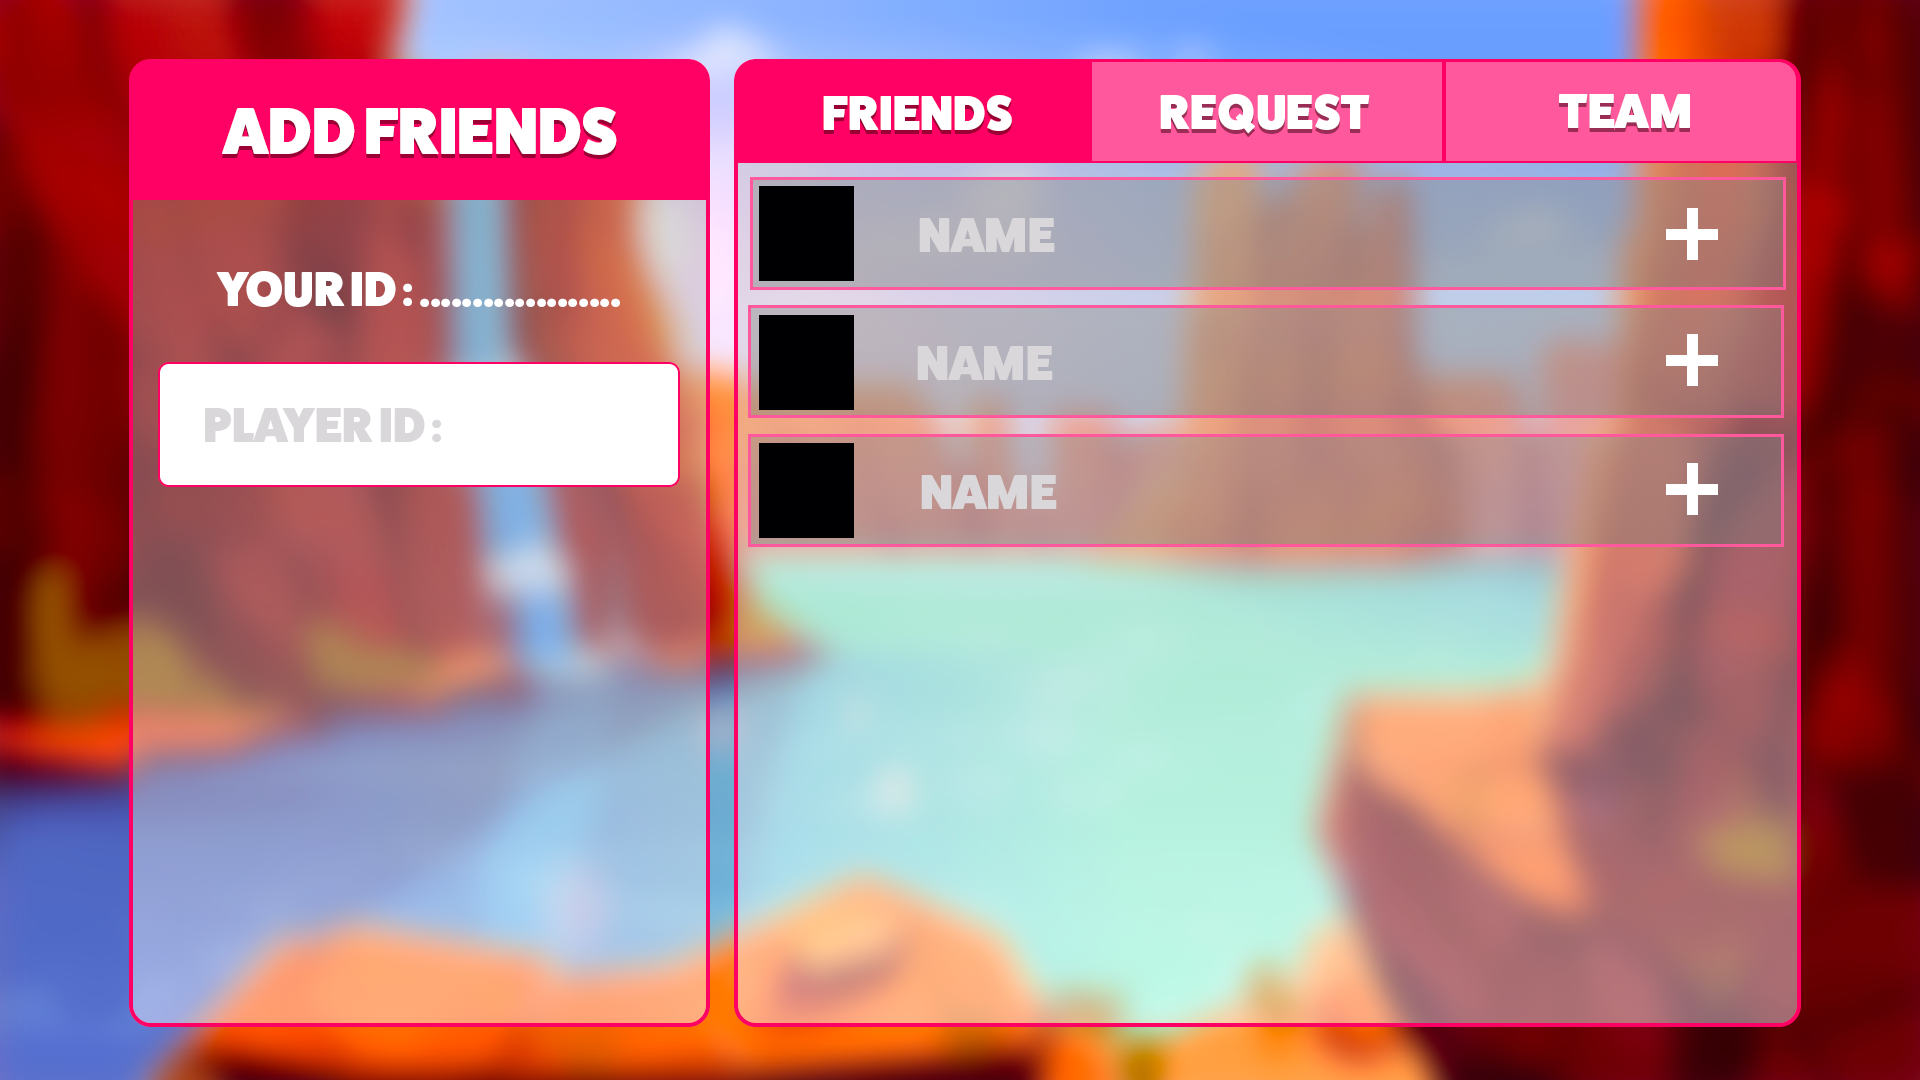 ADD FRIENDS
YOUR ID : ...................
PLAYER ID :
FRIENDS
REQUEST
TEAM
NAME
NAME
NAME